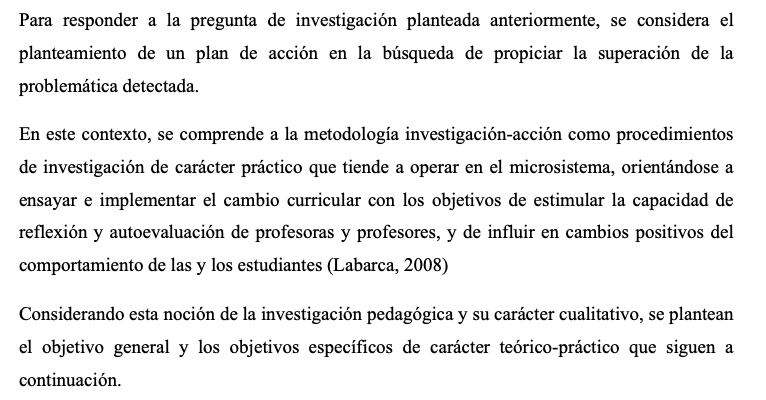 Para responder a la pregunta de investigación planteada anteriormente, se considera el
planteamiento de un plan de acción en la búsqueda de propiciar la superación de la
problemática detectada.
En este contexto, se comprende a la metodología investigación-acción como procedimientos
de investigación de carácter práctico que tiende a operar en el microsistema, orientándose a
ensayar e implementar el cambio curricular con los objetivos de estimular la capacidad de
reflexión y autoevaluación de profesoras y profesores, y de influir en cambios positivos del
comportamiento de las y los estudiantes (Labarca, 2008)
Considerando esta noción de la investigación pedagógica y su carácter cualitativo, se plantean
el objetivo general y los objetivos específicos de carácter teórico-práctico que siguen a
continuación.